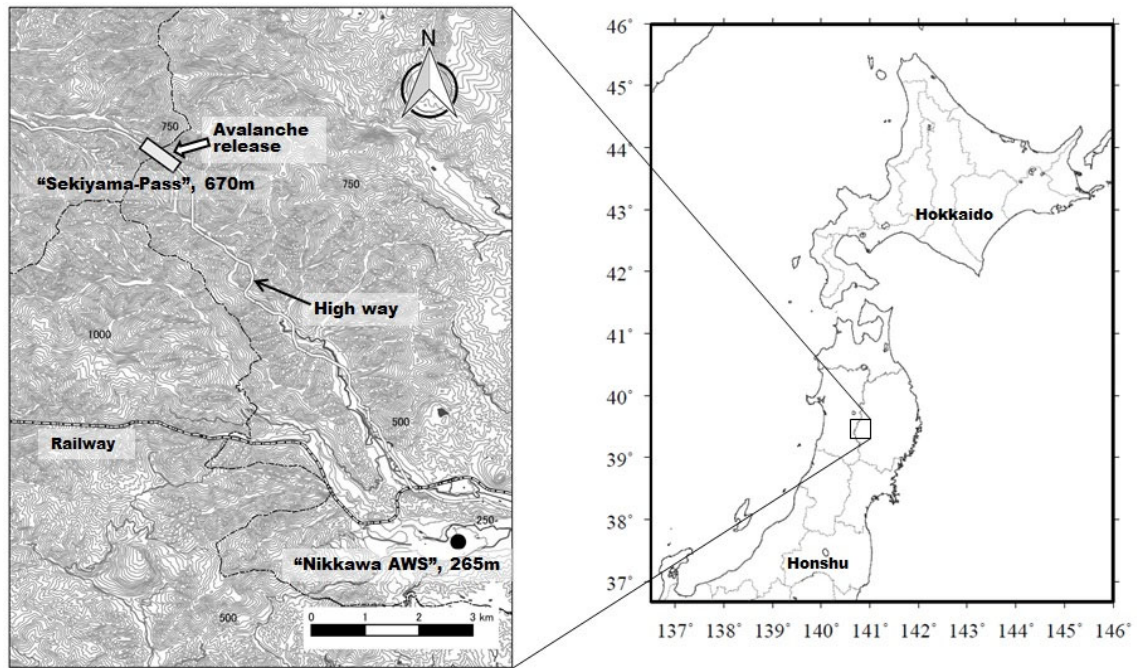 N
750
Avalanche
release
“Sekiyama-Pass”, 670m
750
High way
1000
500
Railway
250-
“Nikkawa AWS”, 265m
500
0 1 2 3 km
46˚
45˚
44˚
43˚
42˚
41˚
40˚
39˚
38˚
37˚
Hokkaido
Honshu
137˚ 138˚ 139˚ 140˚ 141˚ 142˚ 143˚ 144˚ 145˚ 146˚